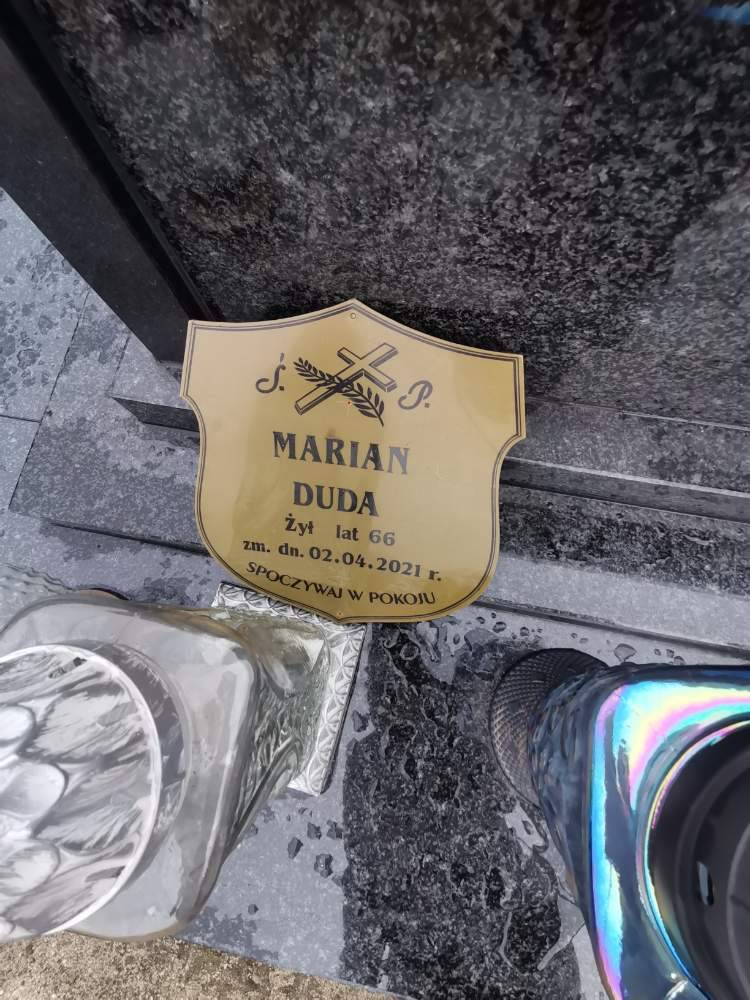 Ś. P.
MARIAN
DUDA
Żył lat 66
zm. dn. 02.04.2021 r.
SPOCZYWAJ W POKOJU